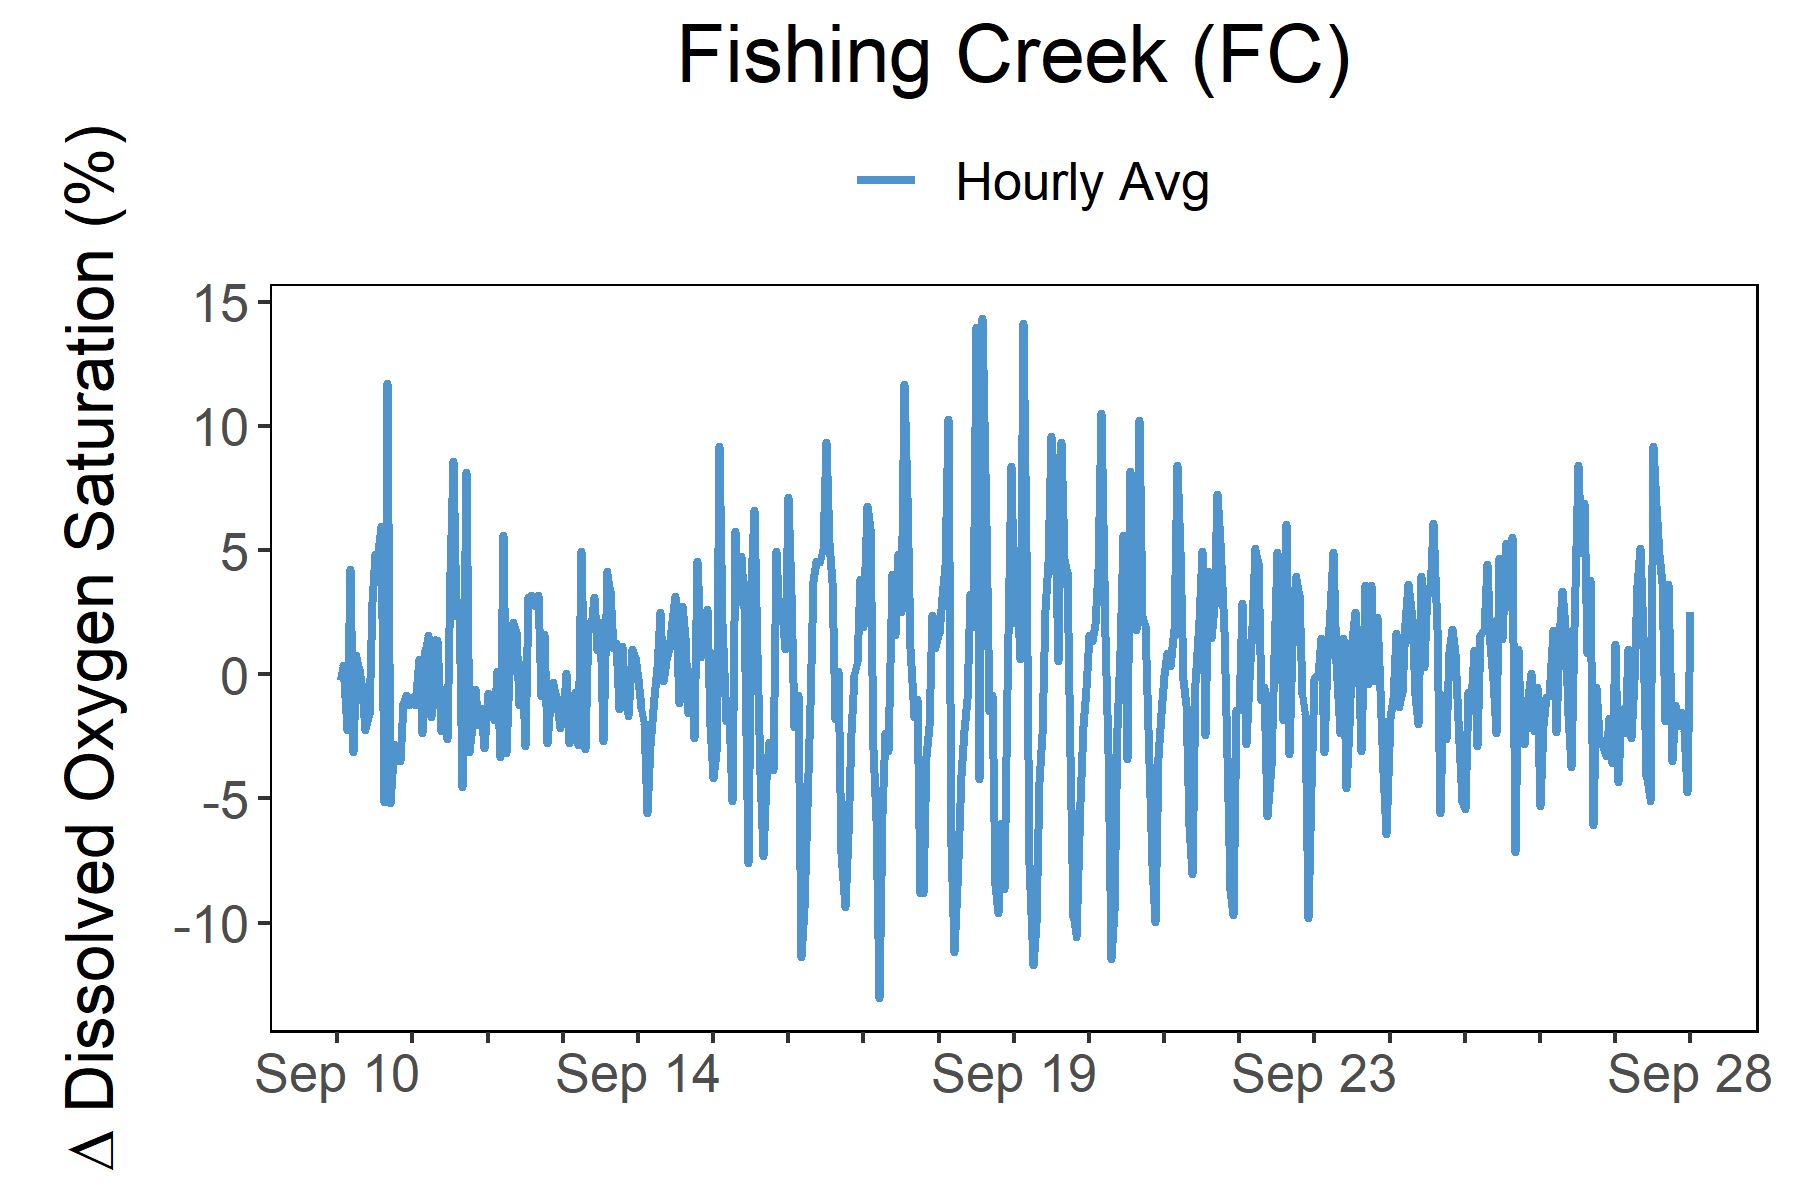 Fishing Creek (FC)
Hourly Avg
Δ Dissolved Oxygen Saturation (%)
15
10
5
0
-5
-10
Sep 10
Sep 14
Sep 19
Sep 23
Sep 28